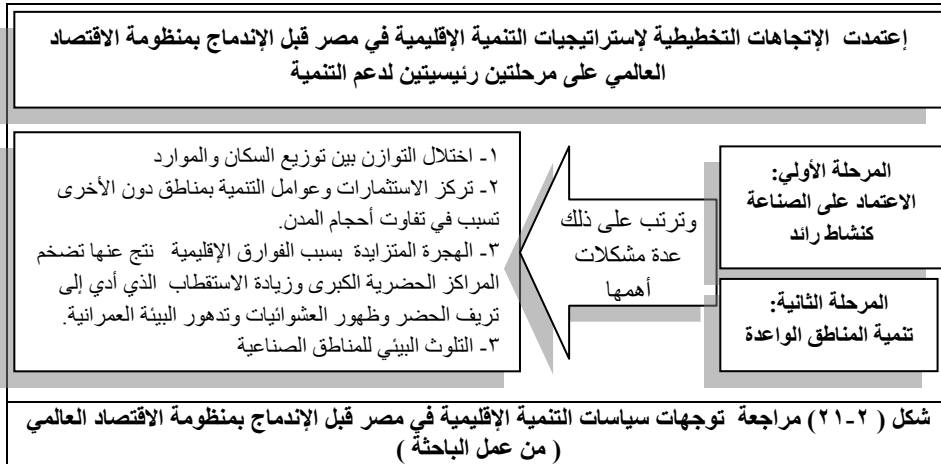 إعتمدت الإتجاهات التخطيطية لإستراتيجيات التنمية الإقليمية في مصر قبل الإندماج بمنظومة الاقتصاد
العالمي على مرحلتين رئيسيتين لدعم التنمية
المرحلة الأولي:
الاعتماد على الصناعة
كنشاط رائد
المرحلة الثانية:
تنمية المناطق الواعدة
وترتب على ذلك
عدة مشكلات
أهمها
١- اختلال التوازن بين توزيع السكان والموارد
٢- تركز الاستثمارات وعوامل التنمية بمناطق دون الأخرى
تسبب في تفاوت أحجام المدن.
٣- الهجرة المتزايدة بسبب الفوارق الإقليمية نتج عنها تضخم
المراكز الحضرية الكبرى وزيادة الاستقطاب الذي أدي إلى
تريف الحضر وظهور العشوائيات وتدهور البيئة العمرانية.
٣- التلوث البيئي للمناطق الصناعية
شكل ( ٢-٢١) مراجعة توجهات سياسات التنمية الإقليمية في مصر قبل الإندماج بمنظومة الاقتصاد العالمي
( من عمل الباحثة )